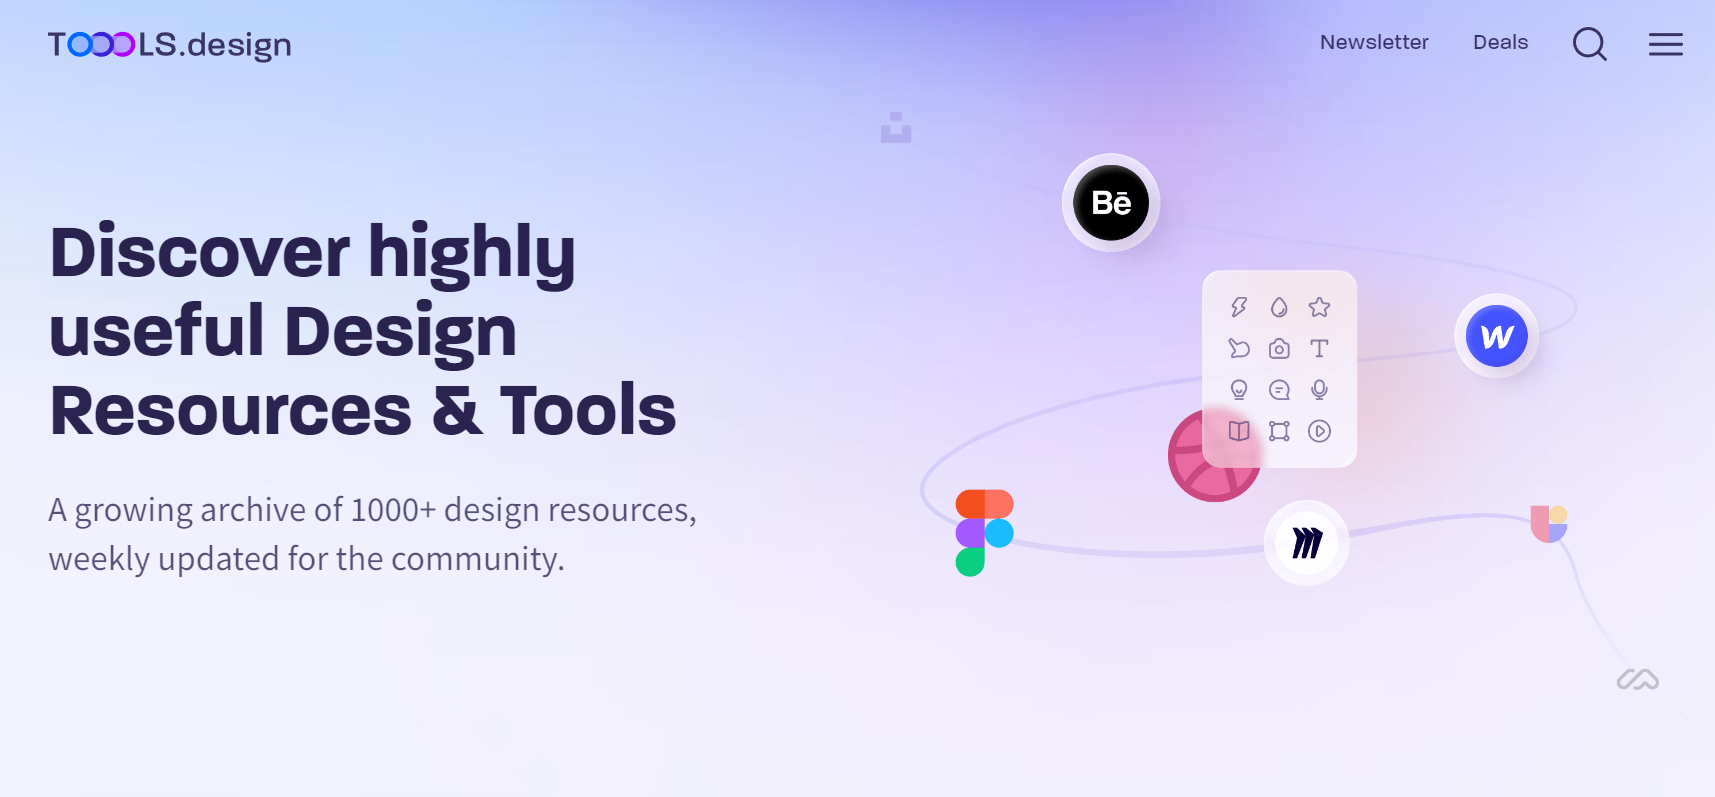 TOOOLS.design
Newsletter
Deals
Bē
Discover highly
useful Design
Resources & Tools
A growing archive of 1000+ design resources,
weekly updated for the community.